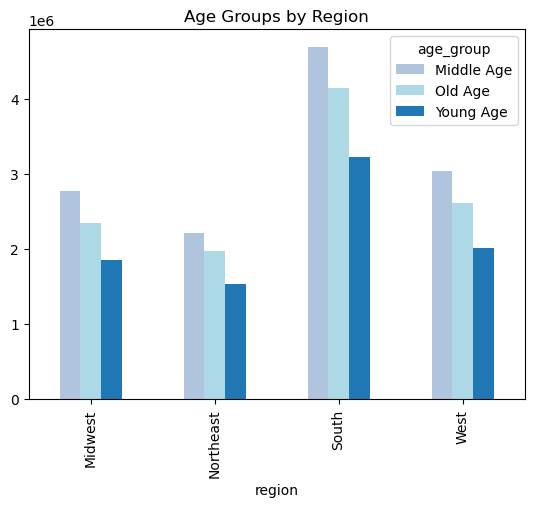 Age Groups by Region
1e6
age_group
Middle Age
Old Age
Young Age
4
3
2
1
0
Midwest
Northeast
South
West
region